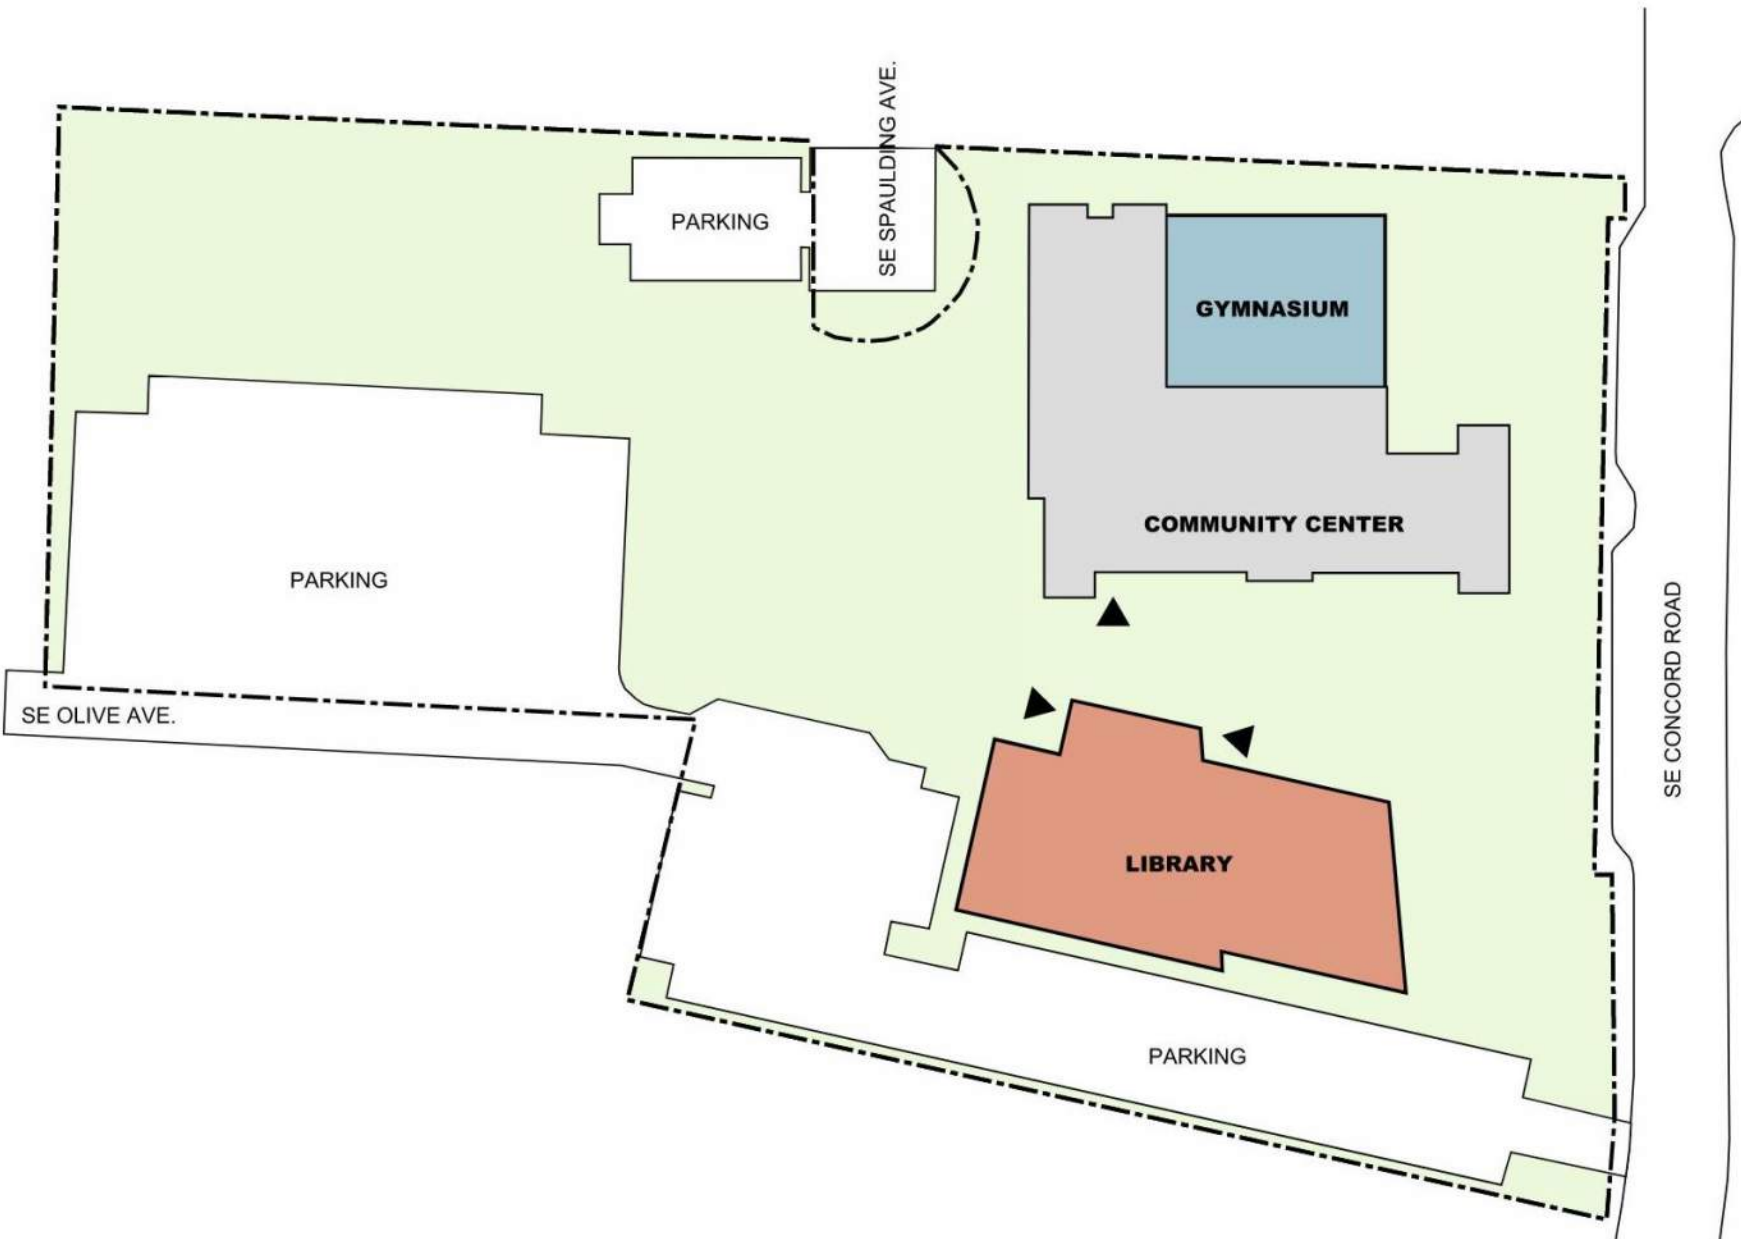 SE SPAULDING AVE.
PARKING
GYMNASIUM
COMMUNITY CENTER
PARKING
SE CONCORD ROAD
SE OLIVE AVE.
LIBRARY
PARKING